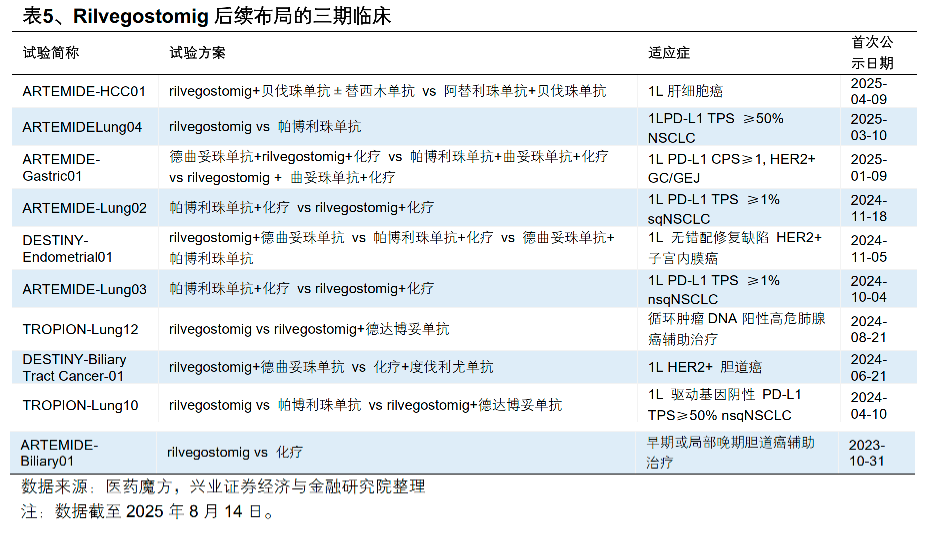 表5、Rilvegostomig 后续布局的三期临床
试验简称 试验方案 适应症 首次公
示日期
ARTEMIDE-HCC01 rilvegostomig+贝伐珠单抗±替西木单抗 vs 阿替利珠单抗+贝伐珠单抗 1L 肝细胞癌 2025-
04-09
ARTEMIDELung04 rilvegostomig vs 帕博利珠单抗 1LPD-L1 TPS ≥50%
NSCLC 2025-
03-10
ARTEMIDE-
Gastric01 德曲妥珠单抗+rilvegostomig+化疗 vs 帕博利珠单抗+曲妥珠单抗+化疗
vs rilvegostomig + 曲妥珠单抗+化疗 1L PD-L1 CPS≥1, HER2+
GC/GEJ 2025-
01-09
ARTEMIDE-Lung02 帕博利珠单抗+化疗 vs rilvegostomig+化疗 1L PD-L1 TPS ≥1%
sqNSCLC 2024-
11-18
DESTINY-
Endometrial01 rilvegostomig+德曲妥珠单抗 vs 帕博利珠单抗+化疗 vs 德曲妥珠单抗+
帕博利珠单抗 1L 无错配修复缺陷 HER2+
子宫内膜癌 2024-
11-05
ARTEMIDE-Lung03 帕博利珠单抗+化疗 vs rilvegostomig+化疗 1L PD-L1 TPS ≥1%
nsqNSCLC 2024-
10-04
TROPION-Lung12 rilvegostomig vs rilvegostomig+德达博妥单抗 循环肿瘤DNA 阳性高危肺腺
癌辅助治疗 2024-
08-21
DESTINY-Biliary
Tract Cancer-01 rilvegostomig+德曲妥珠单抗 vs 化疗+度伐利尤单抗 1L HER2+ 胆道癌 2024-
06-21
TROPION-Lung10 rilvegostomig vs 帕博利珠单抗 vs rilvegostomig+德达博妥单抗 1L 驱动基因阴性 PD-L1
TPS≥50% nsqNSCLC 2024-
04-10
ARTEMIDE-
Biliary01 rilvegostomig vs 化疗 早期或局部晚期胆道癌辅助
治疗 2023-
10-31
数据来源：医药魔方，兴业证券经济与金融研究院整理
注：数据截至 2025 年 8 月 14 日。